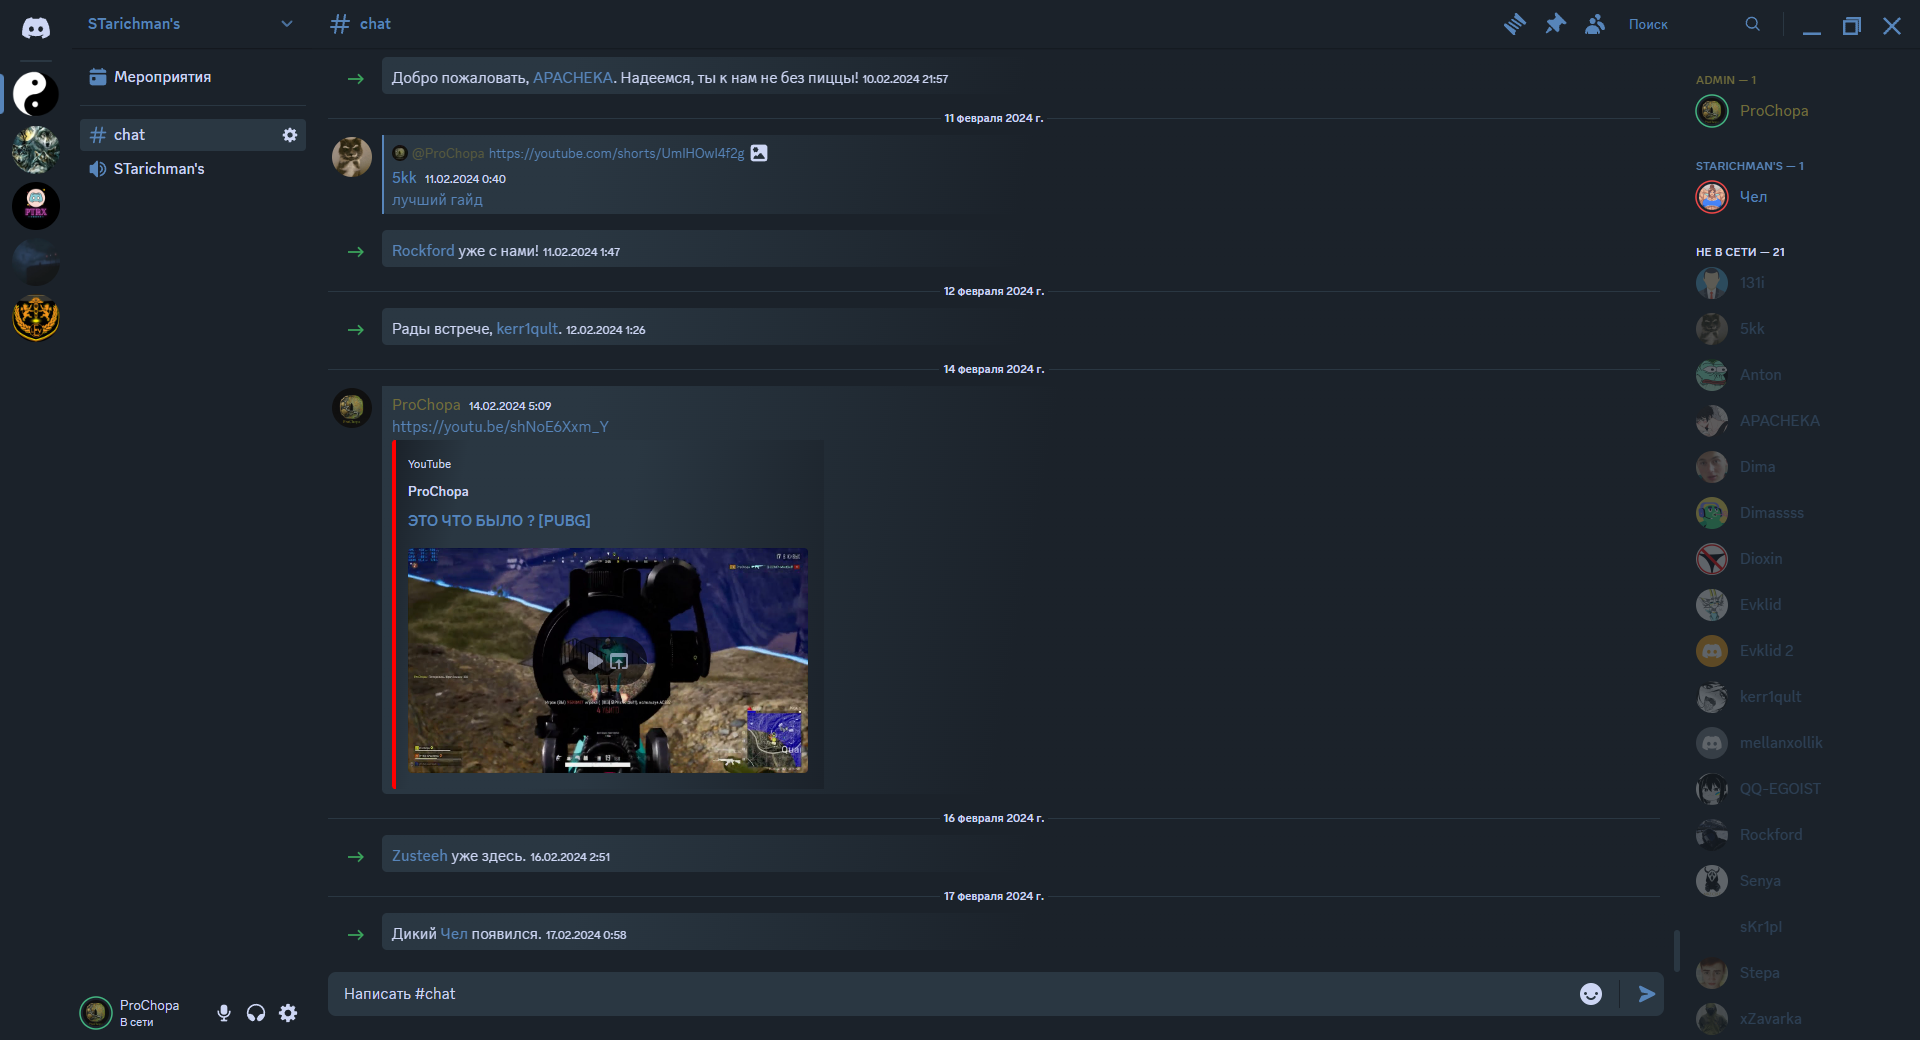 STarichman's
chat
Поиск
Мероприятия
chat
STarichman's
Добро пожаловать, APACHEKA. Надеемся, ты к нам не без пиццы! 10.02.2024 21:57
11 февраля 2024 г.
@ProChopa https://youtube.com/shorts/UmIHOwI4f2g
5kk 11.02.2024 0:40
лучший гайд
Rockford уже с нами! 11.02.2024 1:47
12 февраля 2024 г.
Рады встрече, kerr1qult. 12.02.2024 1:26
14 февраля 2024 г.
ProChopa 14.02.2024 5:09
https://youtu.be/shNoE6Xxm_Y
YouTube
ProChopa
ЭТО ЧТО БЫЛО ? [PUBG]
16 февраля 2024 г.
Zusteeh уже здесь. 16.02.2024 2:51
17 февраля 2024 г.
Дикий Чел появился. 17.02.2024 0:58
Написать #chat
ProChopa
В сети
ADMIN — 1
ProChopa
STARICHMAN'S — 1
Чел
НЕ В СЕТИ — 21
131i
5kk
Anton
APACHEKA
Dima
Dimassss
Dioxin
Evklid
Evklid 2
kerr1qult
mellanxollik
QQ-EGOIST
Rockford
Senya
sKr1pI
Stepa
xZavarka